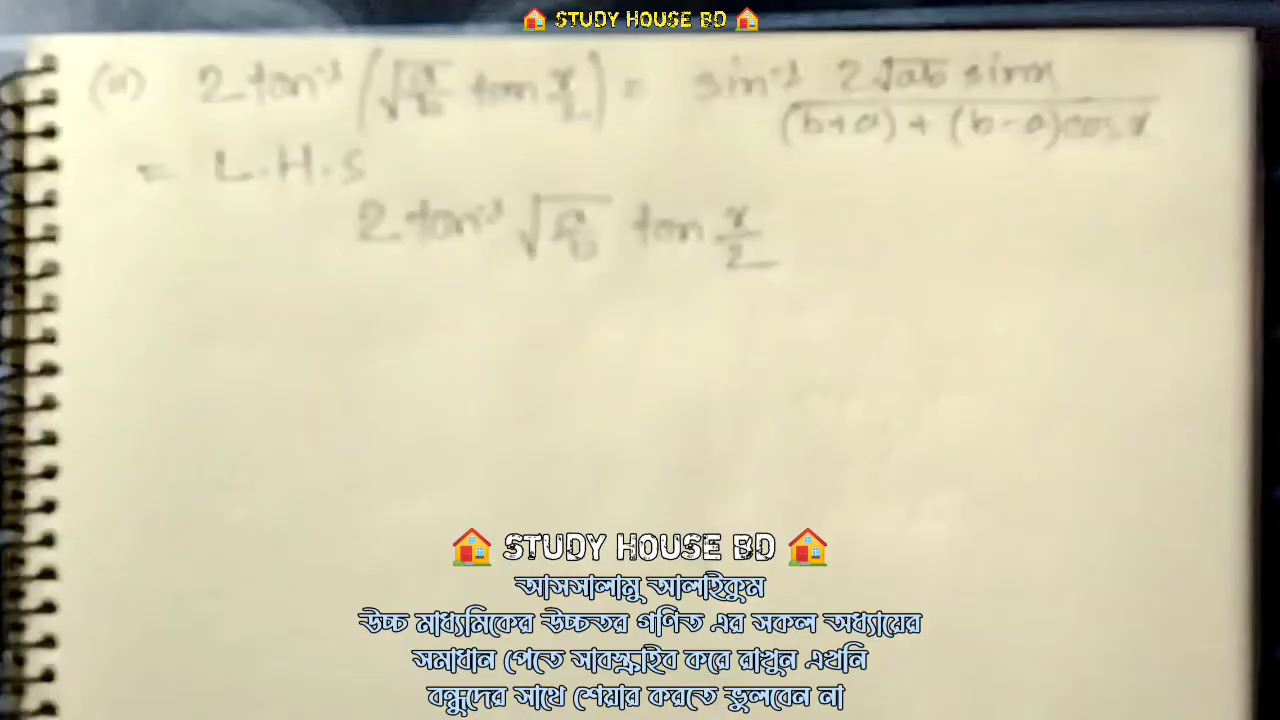 🏠 STUDY HOUSE BD 🏠
(a) 2 tan⁻¹ (√(a/b) tan x/2) = sin⁻¹ 2√ab sinx / (b+a) + (b-a)cosx
= L.H.S
2 tan⁻¹ √(a/b) tan x/2
🏠 STUDY HOUSE BD 🏠
আসসালামু আলাইকুম
উচ্চ মাধ্যমিকের উচ্চতর গণিত এর সকল অধ্যায়ের
সমাধান পেতে সাবস্ক্রাইব করে রাখুন এখনি
বন্ধুদের সাথে শেয়ার করতে ভুলবেন না